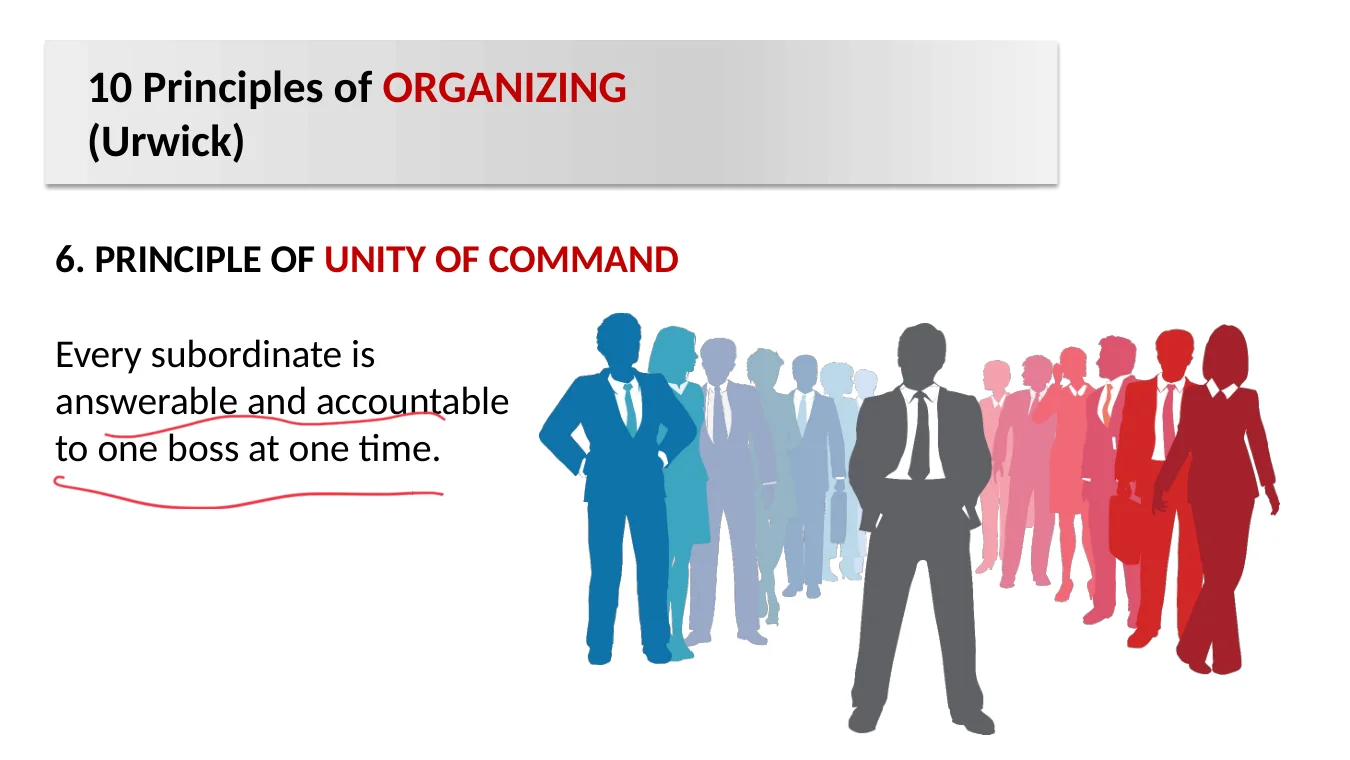 10 Principles of ORGANIZING
(Urwick)
6. PRINCIPLE OF UNITY OF COMMAND
Every subordinate is
answerable and accountable
to one boss at one time.